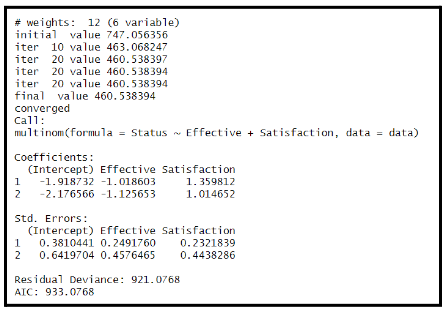 # weights:  12 (6 variable)
initial  value 747.056356
iter  10 value 463.068247
iter  20 value 460.538397
iter  20 value 460.538394
iter  20 value 460.538394
final  value 460.538394
converged
Call:
multinom(formula = Status ~ Effective + Satisfaction, data = data)
Coefficients:
  (Intercept) Effective Satisfaction
1   -1.918732 -1.018603     1.359812
2   -2.176566 -1.125653     1.014652
Std. Errors:
  (Intercept) Effective Satisfaction
1   0.3810441 0.2491760    0.2321839
2   0.6419704 0.4576465    0.4438286
Residual Deviance: 921.0768
AIC: 933.0768